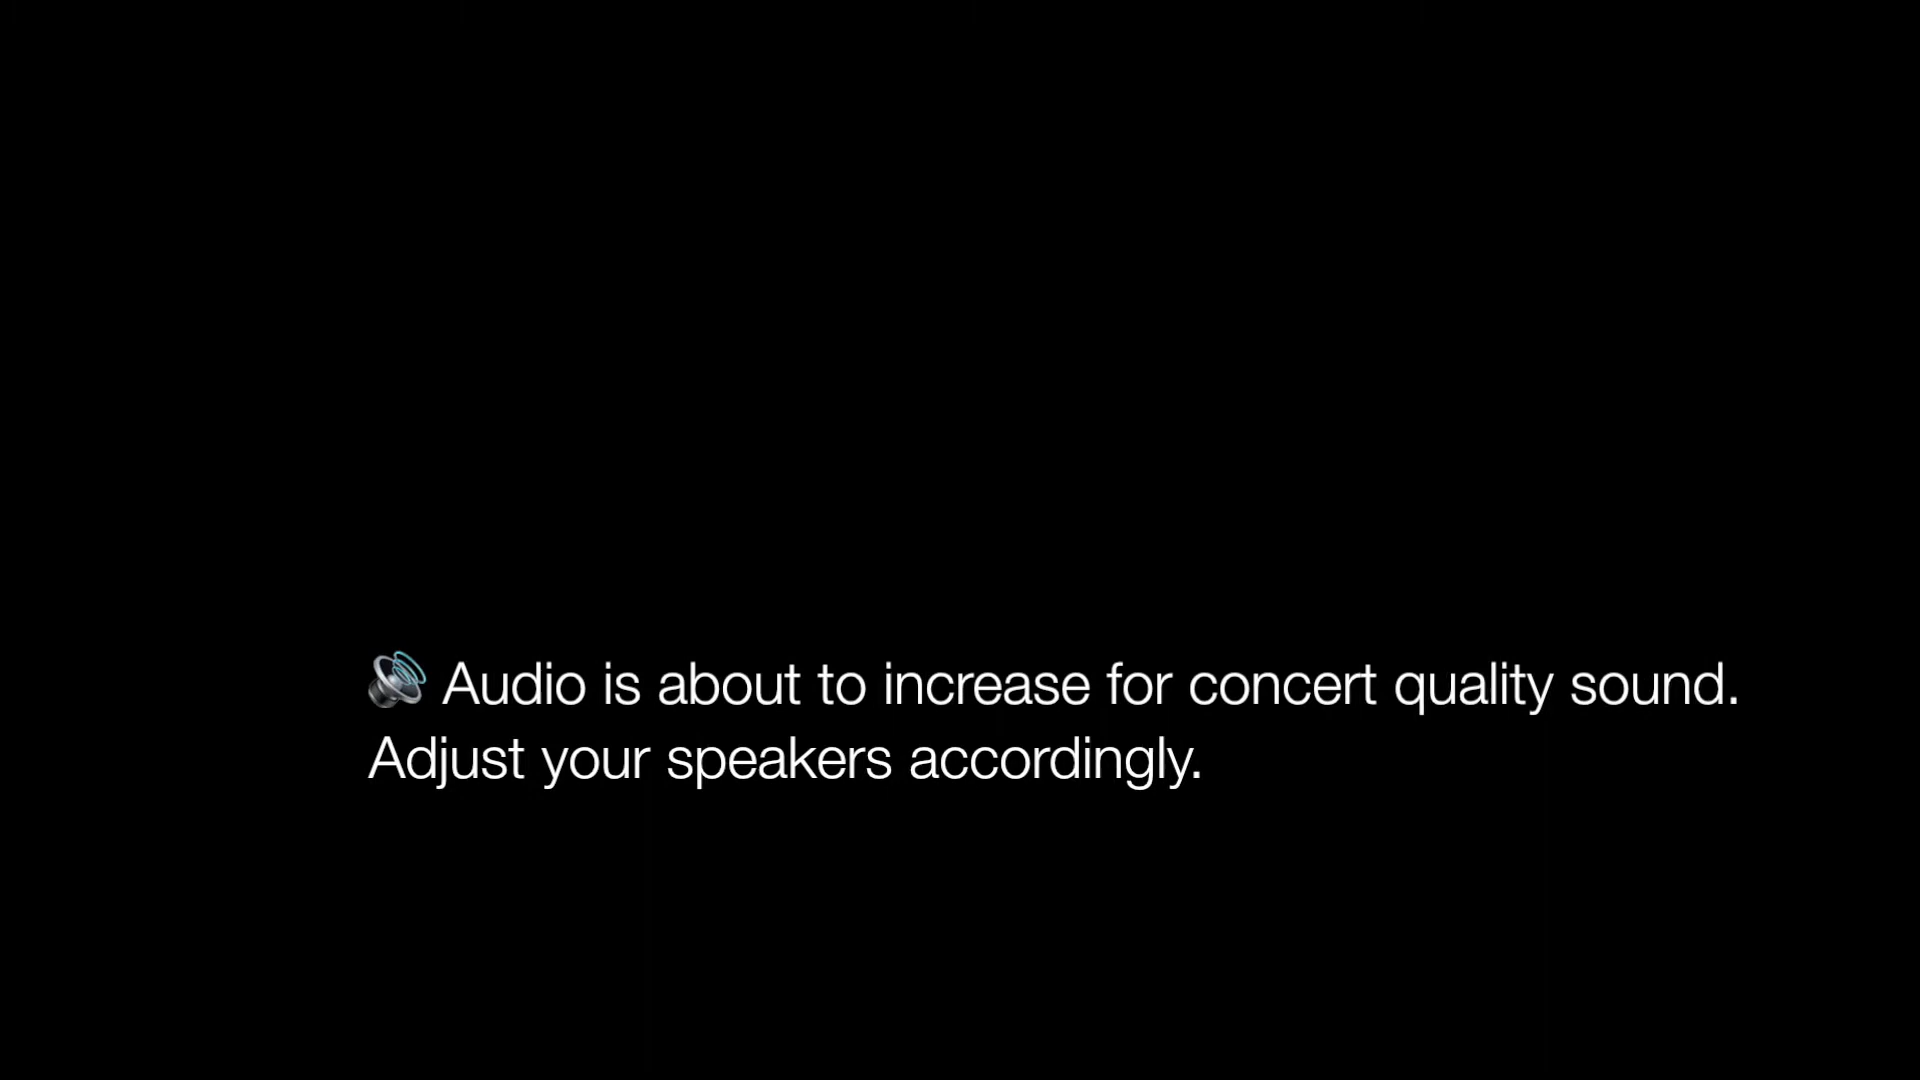 🔊 Audio is about to increase for concert quality sound.
Adjust your speakers accordingly.